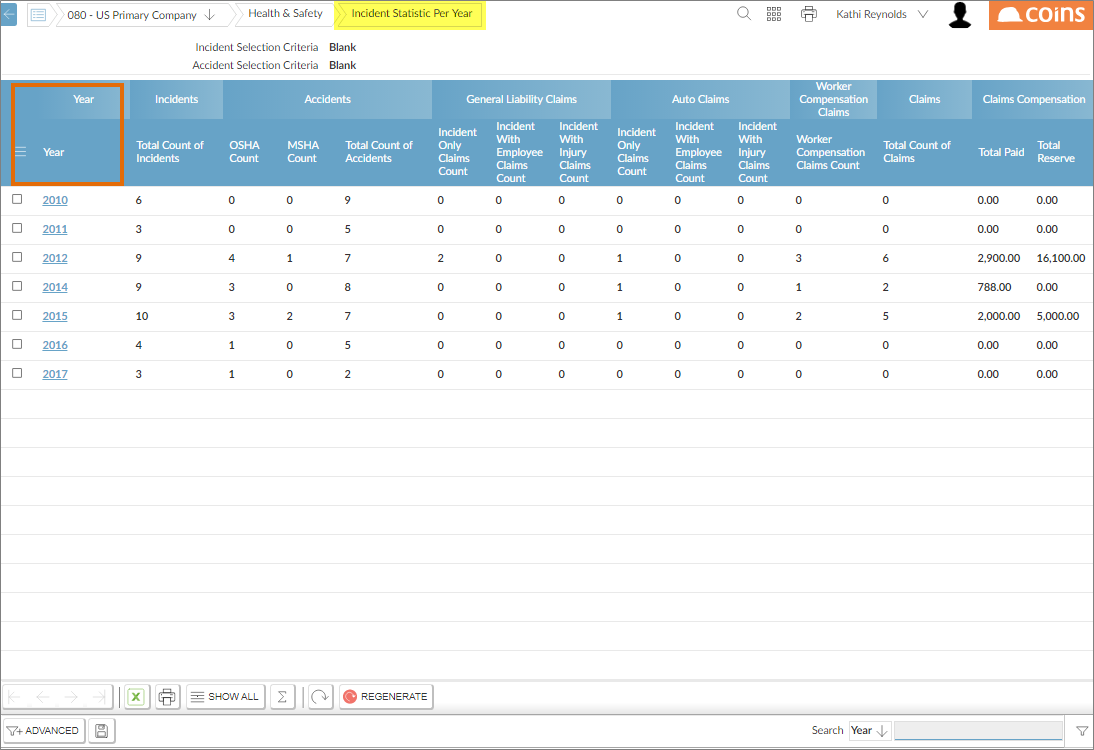 080 - US Primary Company Health & Safety Incident Statistic Per Year Kathi Reynolds coins
Incident Selection Criteria Blank
Accident Selection Criteria Blank
Year Incidents Accidents General Liability Claims Auto Claims Worker Compensation Claims Claims Claims Compensation
Year Total Count of Incidents OSHA Count MSHA Count Total Count of Accidents Incident Only Claims Count Incident With Employee Claims Count Incident With Injury Claims Count Incident Only Claims Count Incident With Employee Claims Count Incident With Injury Claims Count Worker Compensation Claims Count Total Count of Claims Total Paid Total Reserve
2010 6 0 0 9 0 0 0 0 0 0 0 0 0.00 0.00
2011 3 0 0 5 0 0 0 0 0 0 0 0 0.00 0.00
2012 9 4 1 7 2 0 0 1 0 0 3 6 2,900.00 16,100.00
2014 9 3 0 8 0 0 0 1 0 0 1 2 788.00 0.00
2015 10 3 2 7 0 0 0 1 0 0 2 5 2,000.00 5,000.00
2016 4 1 0 5 0 0 0 0 0 0 0 0 0.00 0.00
2017 3 1 0 2 0 0 0 0 0 0 0 0 0.00 0.00
X SHOW ALL Σ REGENERATE
ADVANCED Search Year